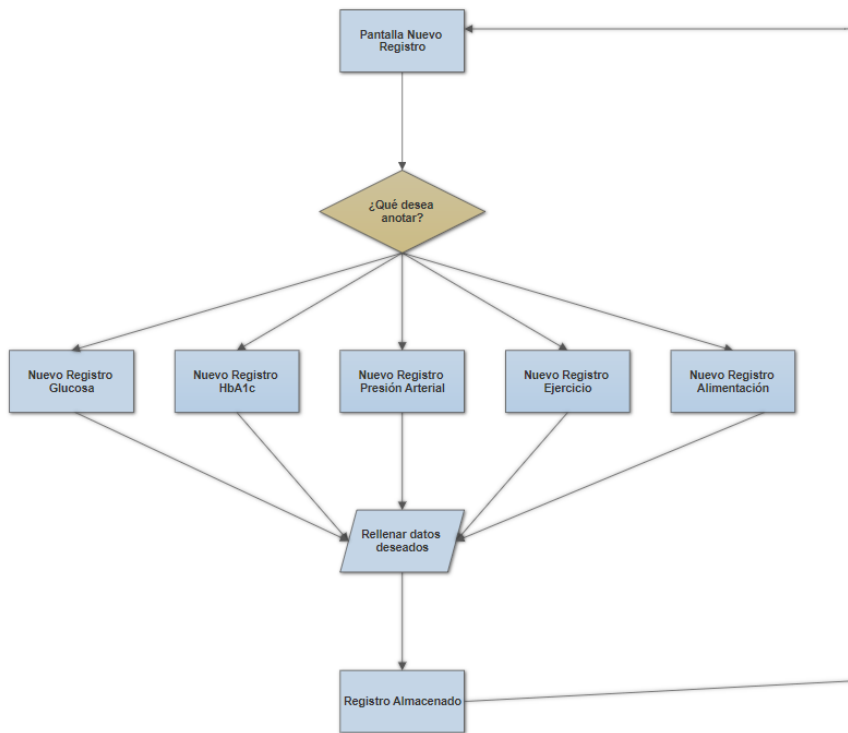 Pantalla Nuevo
Registro
¿Qué desea
anotar?
Nuevo Registro
Glucosa
Nuevo Registro
HbA1c
Nuevo Registro
Presión Arterial
Nuevo Registro
Ejercicio
Nuevo Registro
Alimentación
Rellenar datos
deseados
Registro Almacenado